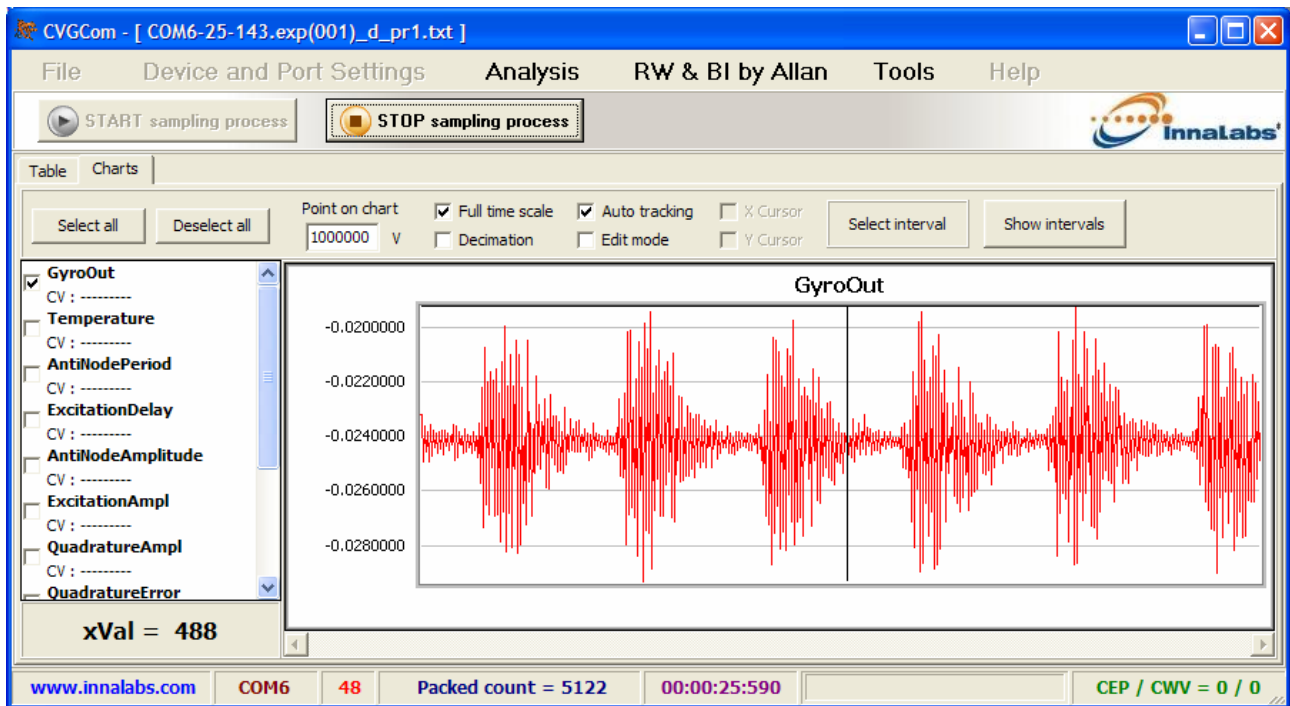 CVGCom - [ COM6-25-143.exp(001)_d_pr1.txt ]
File Device and Port Settings Analysis RW & BI by Allan Tools Help
START sampling process STOP sampling process InnaLabs'
Table Charts
Select all Deselect all Point on chart 1000000 V Full time scale Decimation Auto tracking Edit mode X Cursor Y Cursor Select interval Show intervals
GyroOut
CV : ---------
Temperature
CV : ---------
AntiNodePeriod
CV : ---------
ExcitationDelay
CV : ---------
AntiNodeAmplitude
CV : ---------
ExcitationAmpl
CV : ---------
QuadratureAmpl
CV : ---------
QuadratureError
xVal = 488
GyroOut
-0.0200000
-0.0220000
-0.0240000
-0.0260000
-0.0280000
www.innalabs.com COM6 48 Packed count = 5122 00:00:25:590 CEP / CWV = 0 / 0